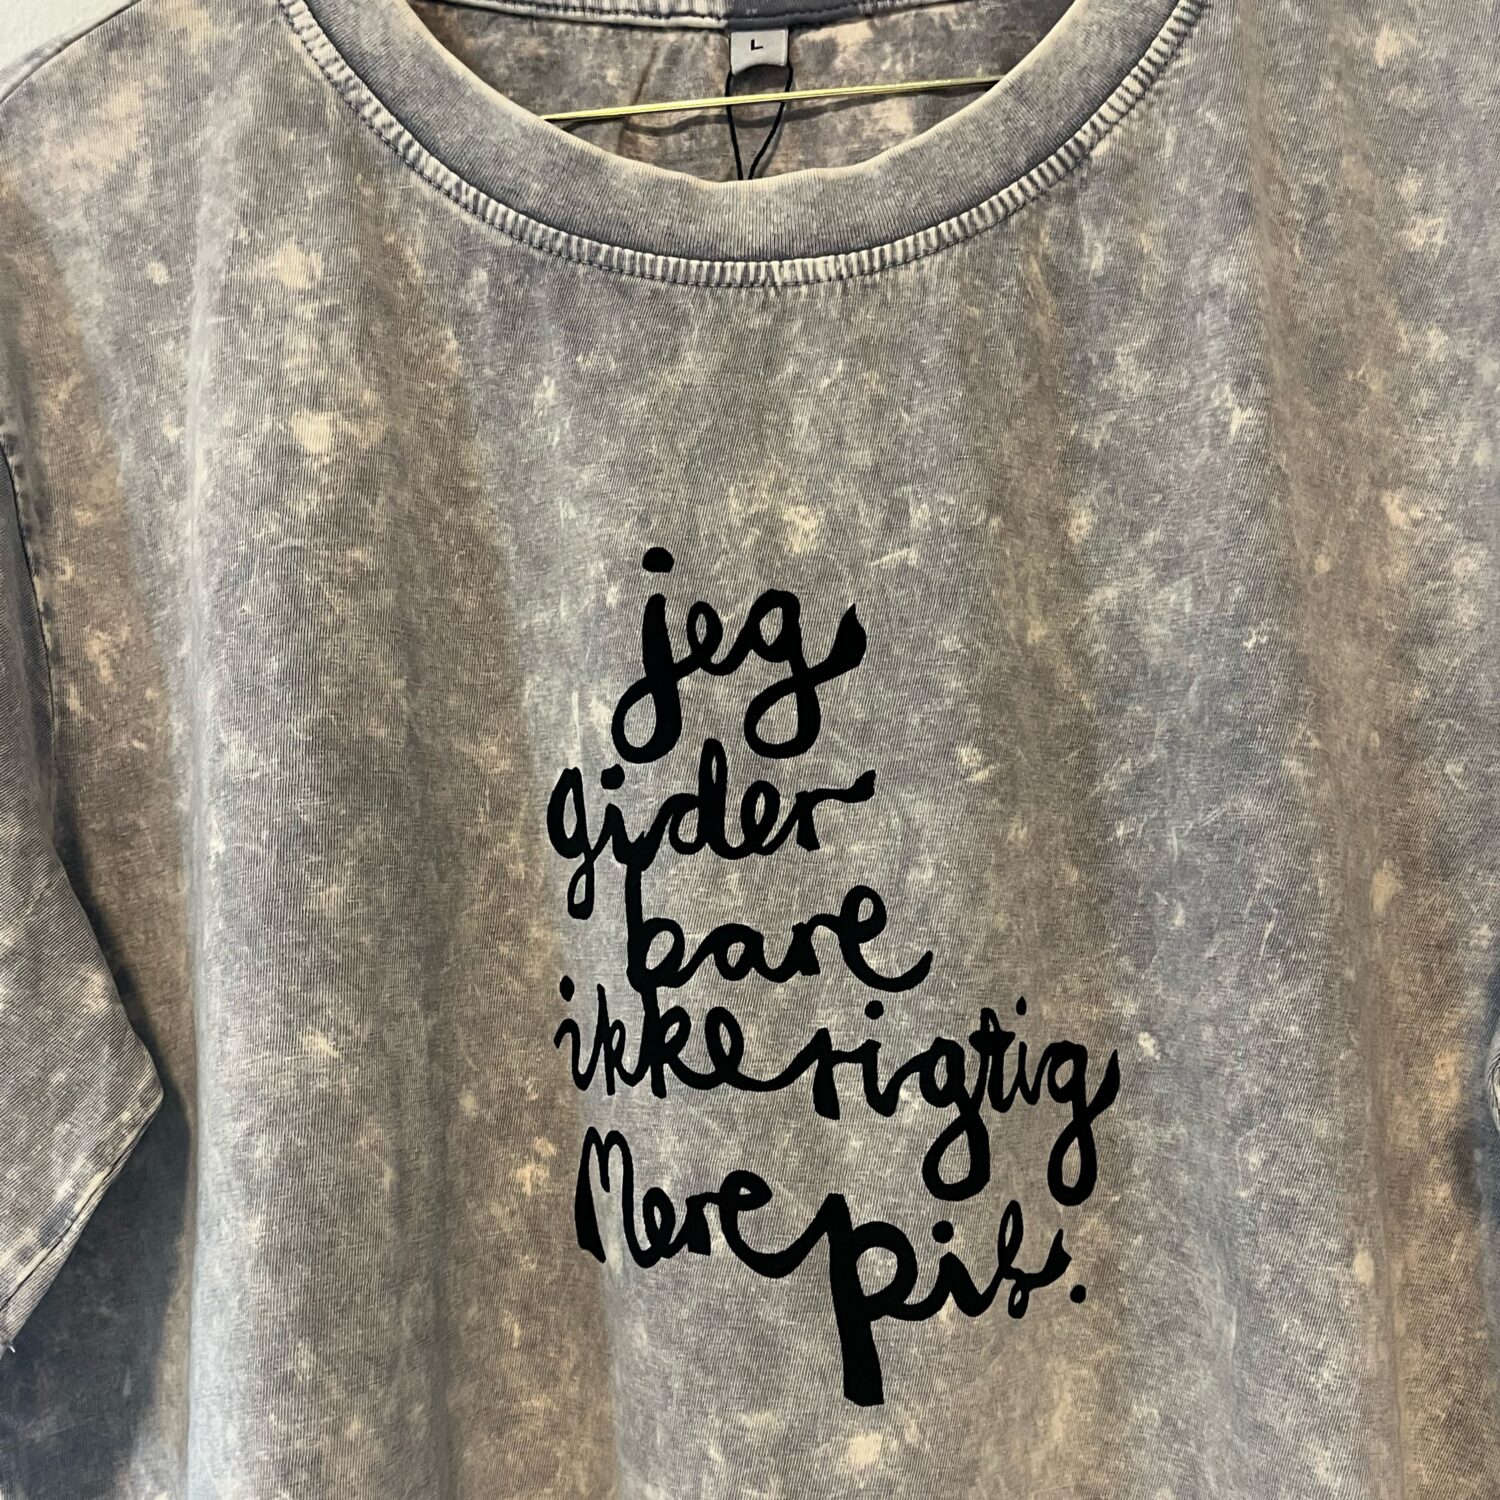 L
jeg
gider
bare
ikke rigtig
Mere pis.